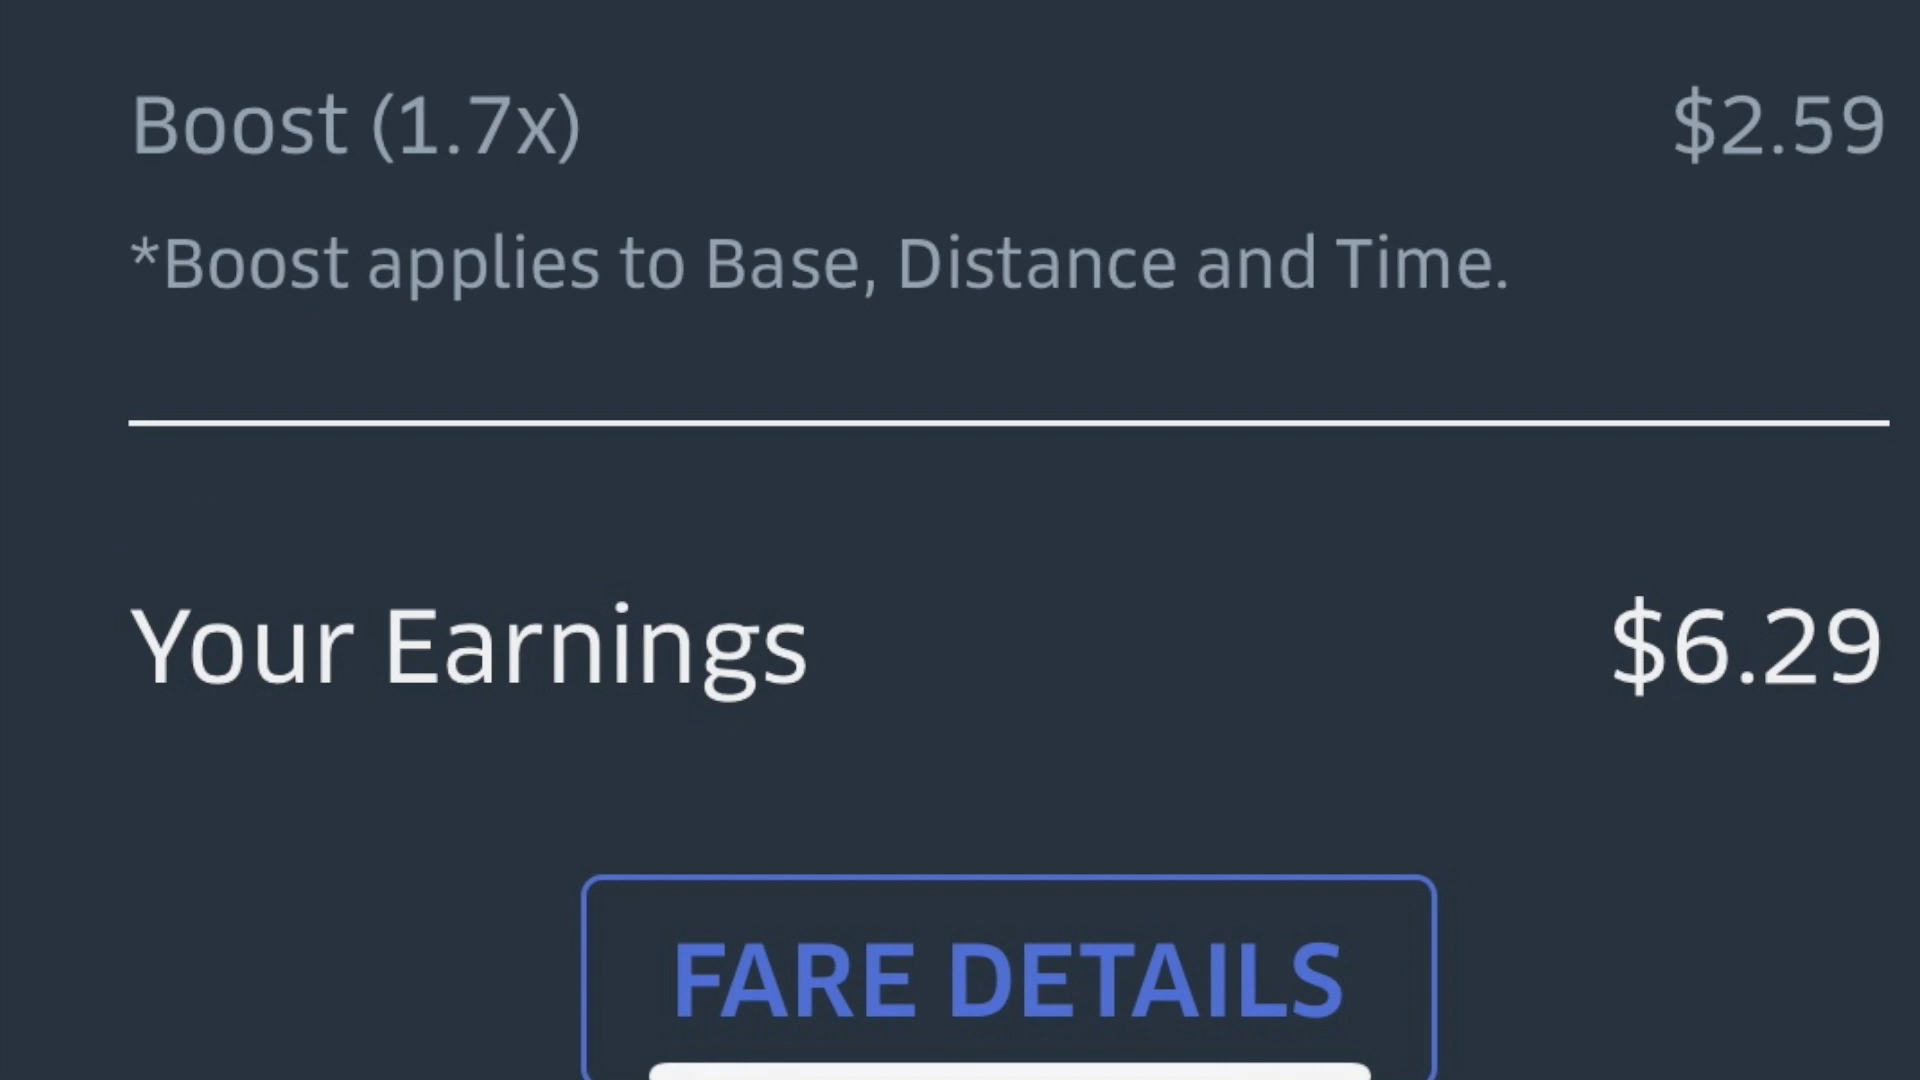 Boost (1.7x) $2.59
*Boost applies to Base, Distance and Time.
Your Earnings $6.29
FARE DETAILS